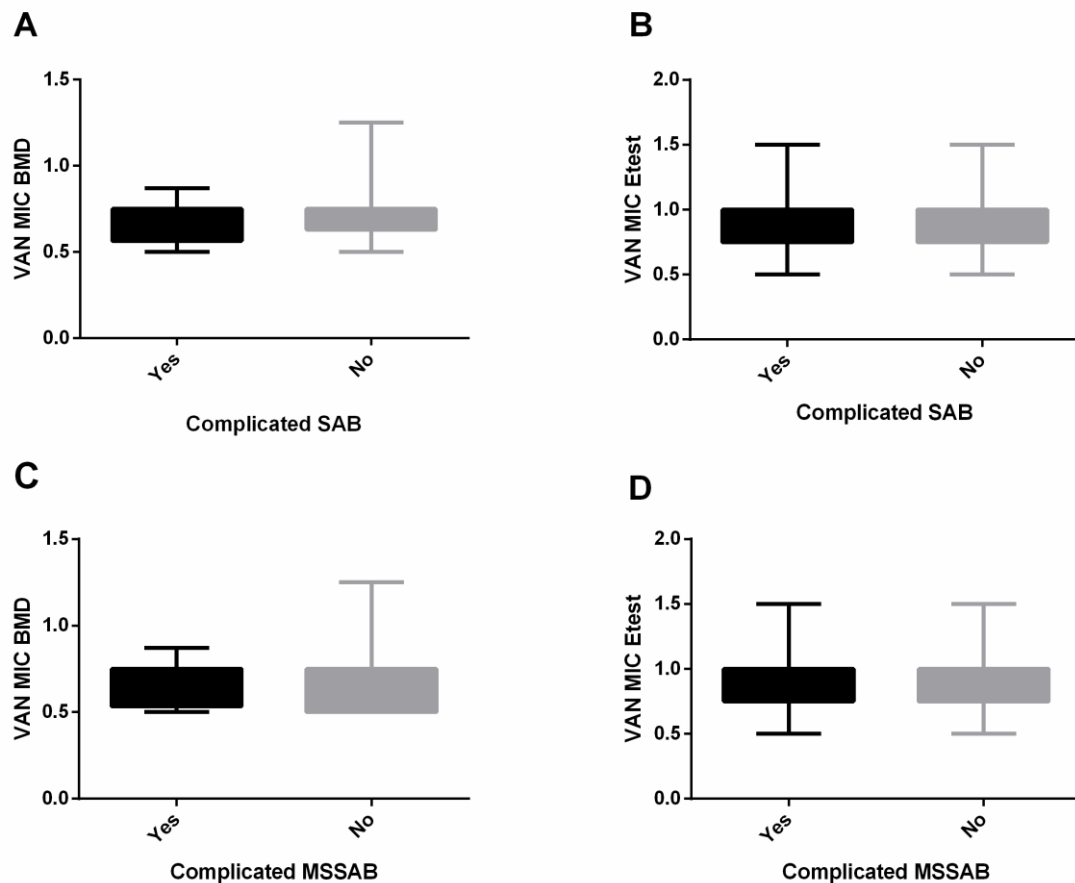 A
VAN MIC BMD
1.5
1.0
0.5
0.0
Yes
No
Complicated SAB
B
VAN MIC Etest
2.0
1.5
1.0
0.5
0.0
Yes
No
Complicated SAB
C
VAN MIC BMD
1.5
1.0
0.5
0.0
Yes
No
Complicated MSSAB
D
VAN MIC Etest
2.0
1.5
1.0
0.5
0.0
Yes
No
Complicated MSSAB